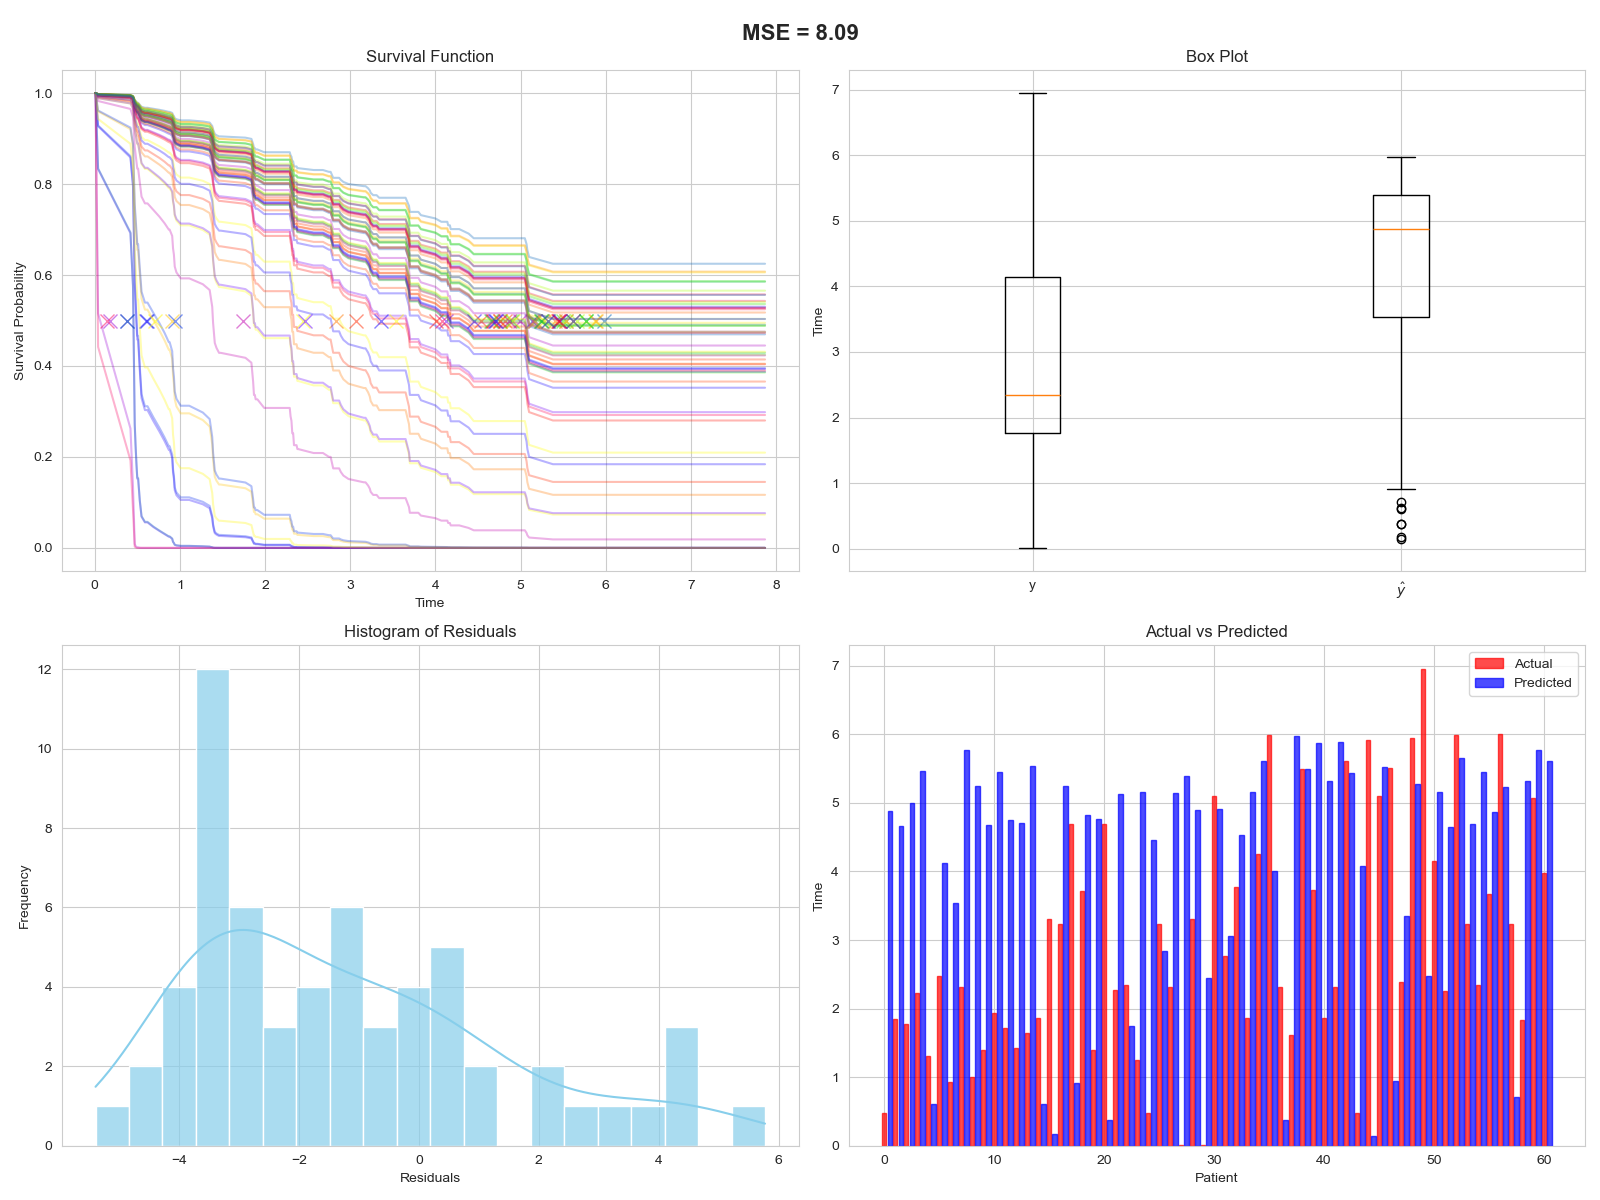 MSE = 8.09
Survival Function
Survival Probability
1.0
0.8
0.6
0.4
0.2
0.0
0 1 2 3 4 5 6 7 8
Time
Box Plot
Time
7
6
5
4
3
2
1
0
y ŷ
Histogram of Residuals
Frequency
12
10
8
6
4
2
0
−4 −2 0 2 4 6
Residuals
Actual vs Predicted
Actual
Predicted
Time
7
6
5
4
3
2
1
0
0 10 20 30 40 50 60
Patient